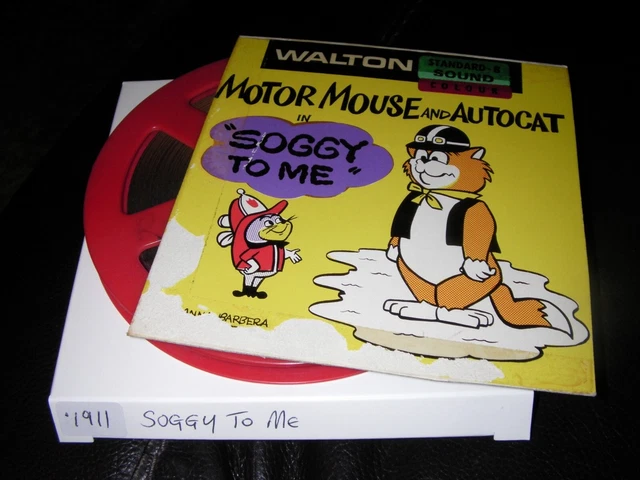 WALTON
STANDARD-8
SOUND
COLOUR
MOTOR MOUSE AND AUTOCAT
IN
"SOGGY
TO ME"
BARBERA
1911 SOGGY TO ME